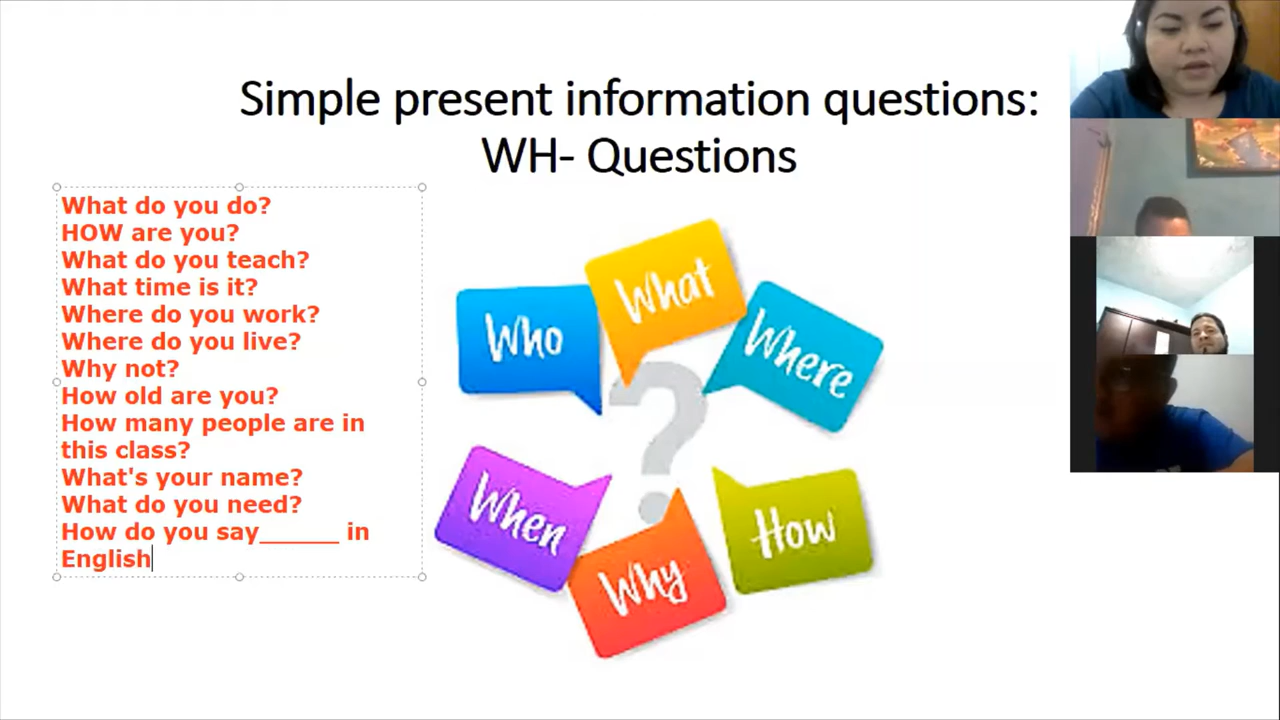 Simple present information questions:
WH- Questions
What do you do?
HOW are you?
What do you teach?
What time is it?
Where do you work?
Where do you live?
Why not?
How old are you?
How many people are in
this class?
What's your name?
What do you need?
How do you say______ in
English
Who
What
Where
When
Why
How
?